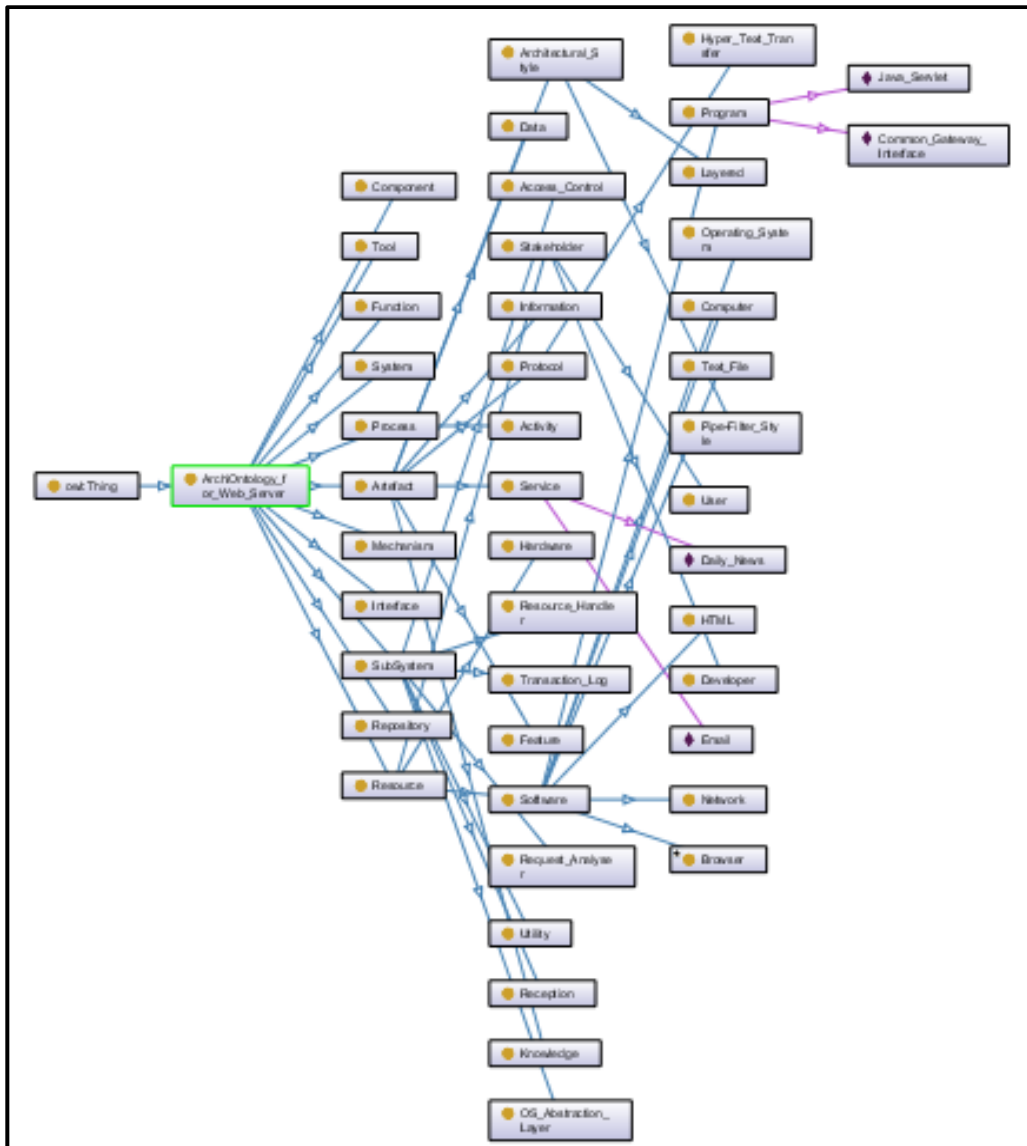 owl:Thing
ArchOntology_f
or_Web_Server
Component
Tool
Function
System
Process
Artefact
Mechanism
Interface
SubSystem
Repository
Resource
Architectural_S
tyle
Data
Access_Control
Stakeholder
Information
Protocol
Activity
Service
Hardware
Resource_Handle
r
Transaction_Log
Feature
Software
Request_Analyse
r
Utility
Reception
Knowledge
OS_Abstraction_
Layer
Hyper_Text_Tran
sfer
Program
Layered
Operating_Syste
m
Computer
Text_File
Pipe-Filter_Sty
le
User
Daily_News
HTML
Developer
Email
Network
Browser
Java_Servlet
Common_Gateway_
Interface